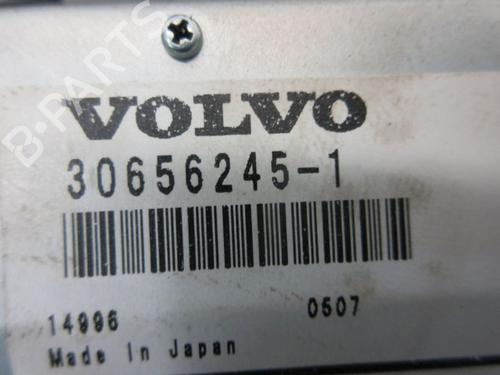 B-PARTS
VOLVO
30656245-1
14996 0507
Made In Japan